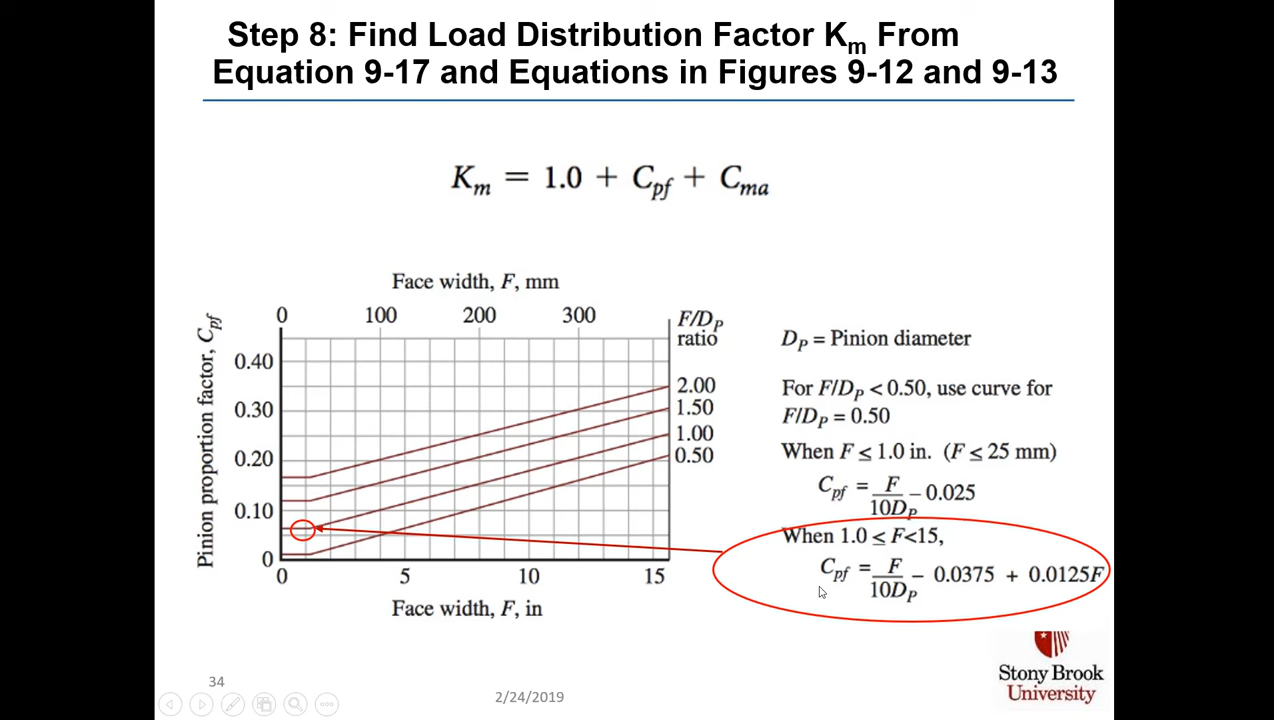 Step 8: Find Load Distribution Factor Km From
Equation 9-17 and Equations in Figures 9-12 and 9-13
Km = 1.0 + Cpf + Cma
Face width, F, mm
0 100 200 300
F/DP
ratio
Pinion proportion factor, Cpf
0.40
0.30
0.20
0.10
0
2.00
1.50
1.00
0.50
0 5 10 15
Face width, F, in
DP = Pinion diameter
For F/DP < 0.50, use curve for
F/DP = 0.50
When F ≤ 1.0 in. (F ≤ 25 mm)
Cpf = F/10DP − 0.025
When 1.0 ≤ F<15,
Cpf = F/10DP − 0.0375 + 0.0125F
34
2/24/2019
Stony Brook
University